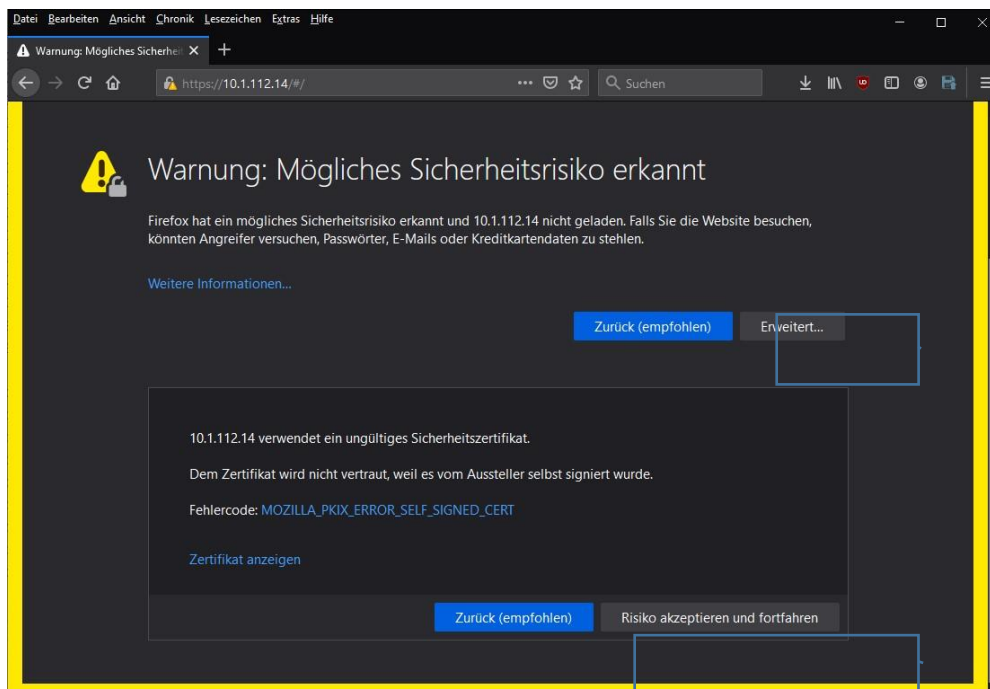 Datei Bearbeiten Ansicht Chronik Lesezeichen Extras Hilfe
Warnung: Mögliches Sicherhei
https://10.1.112.14/#/
Suchen
Warnung: Mögliches Sicherheitsrisiko erkannt
Firefox hat ein mögliches Sicherheitsrisiko erkannt und 10.1.112.14 nicht geladen. Falls Sie die Website besuchen,
könnten Angreifer versuchen, Passwörter, E-Mails oder Kreditkartendaten zu stehlen.
Weitere Informationen...
Zurück (empfohlen) Erweitert...
10.1.112.14 verwendet ein ungültiges Sicherheitszertifikat.
Dem Zertifikat wird nicht vertraut, weil es vom Aussteller selbst signiert wurde.
Fehlercode: MOZILLA_PKIX_ERROR_SELF_SIGNED_CERT
Zertifikat anzeigen
Zurück (empfohlen) Risiko akzeptieren und fortfahren